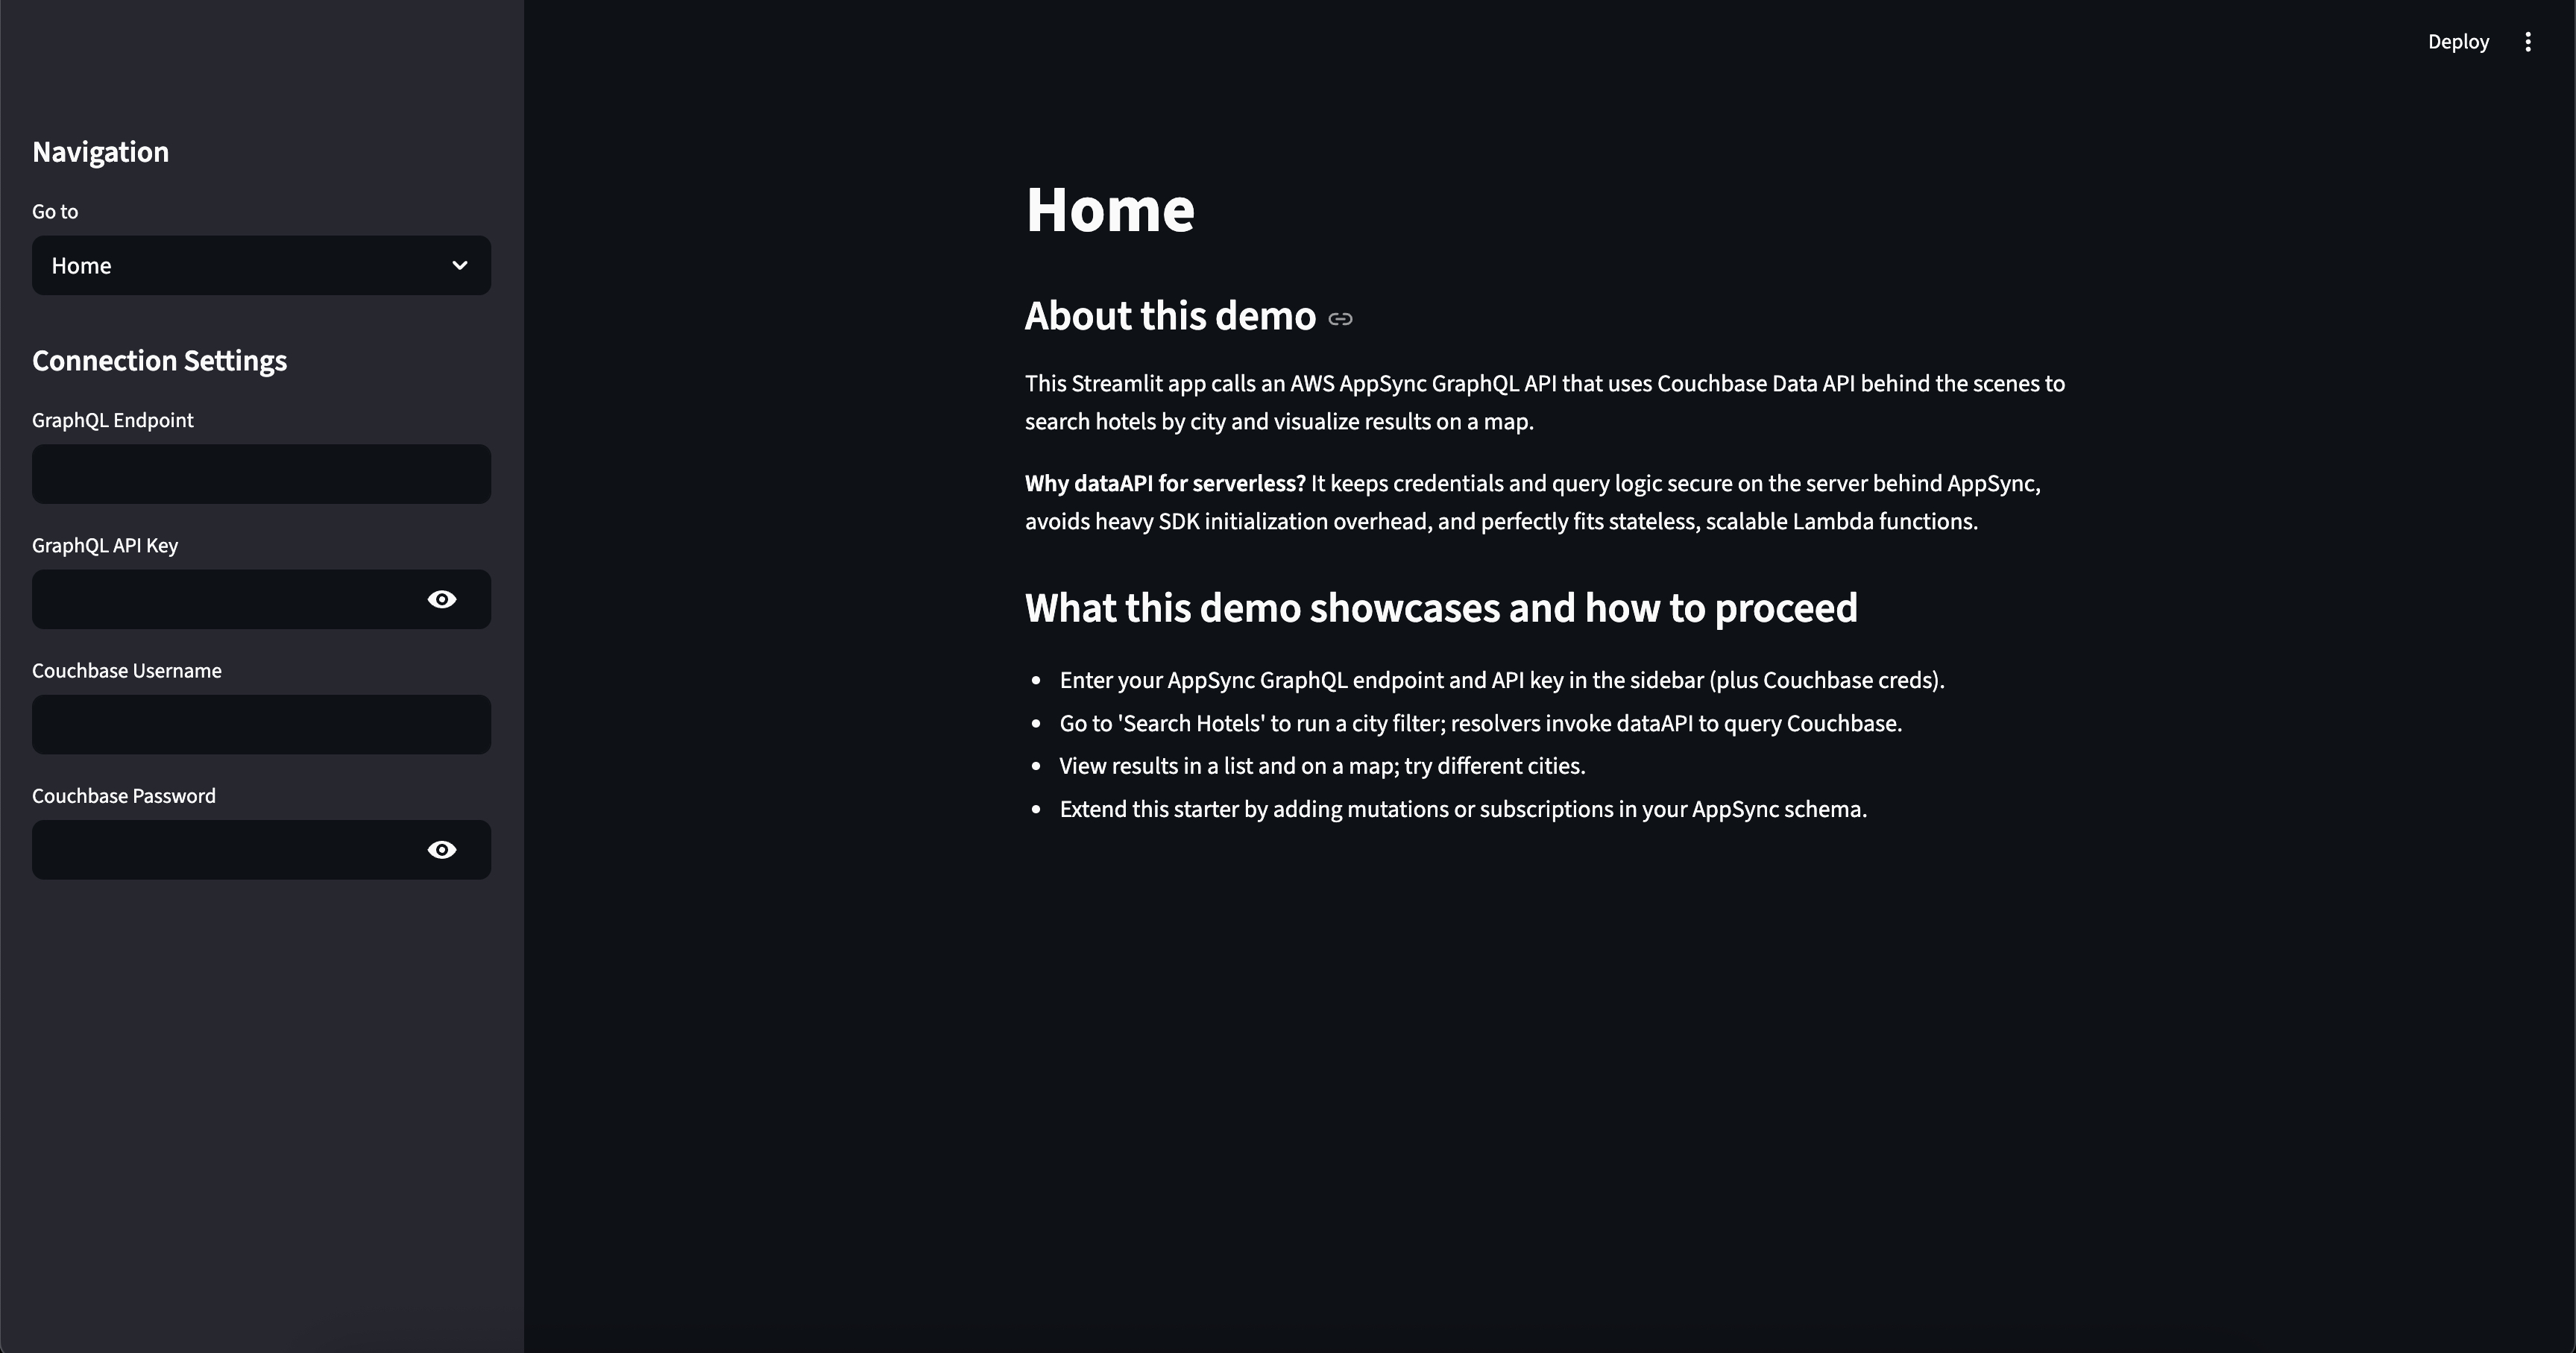 Deploy
Navigation
Go to
Home
Connection Settings
GraphQL Endpoint
GraphQL API Key
Couchbase Username
Couchbase Password
Home
About this demo
This Streamlit app calls an AWS AppSync GraphQL API that uses Couchbase Data API behind the scenes to
search hotels by city and visualize results on a map.
Why dataAPI for serverless? It keeps credentials and query logic secure on the server behind AppSync,
avoids heavy SDK initialization overhead, and perfectly fits stateless, scalable Lambda functions.
What this demo showcases and how to proceed
• Enter your AppSync GraphQL endpoint and API key in the sidebar (plus Couchbase creds).
• Go to 'Search Hotels' to run a city filter; resolvers invoke dataAPI to query Couchbase.
• View results in a list and on a map; try different cities.
• Extend this starter by adding mutations or subscriptions in your AppSync schema.